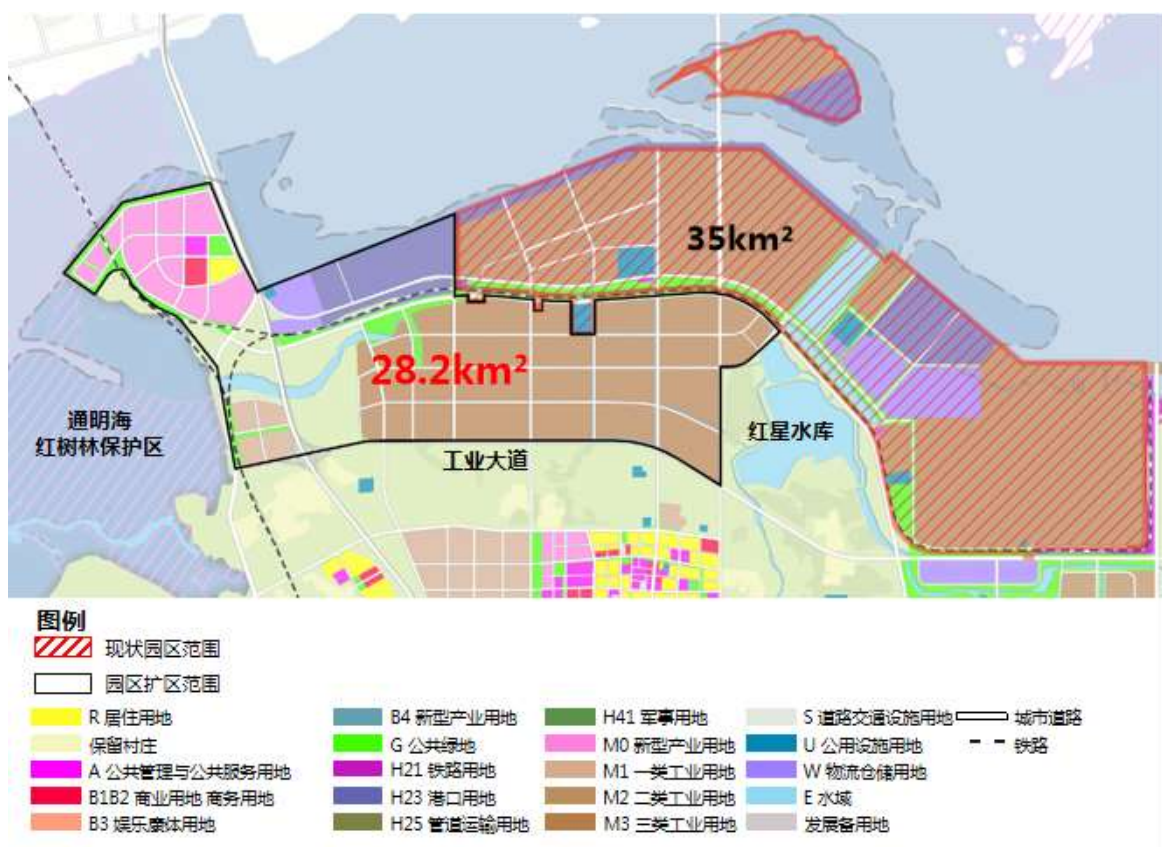 35km²
28.2km²
通明海
红树林保护区
红星水库
工业大道
图例
现状园区范围
园区扩区范围
R 居住用地
保留村庄
A 公共管理与公共服务用地
B1B2 商业用地 商务用地
B3 娱乐康体用地
B4 新型产业用地
G 公共绿地
H21 铁路用地
H23 港口用地
H25 管道运输用地
H41 军事用地
M0 新型产业用地
M1 一类工业用地
M2 二类工业用地
M3 三类工业用地
S 道路交通设施用地
U 公用设施用地
W 物流仓储用地
E 水域
发展备用地
城市道路
铁路